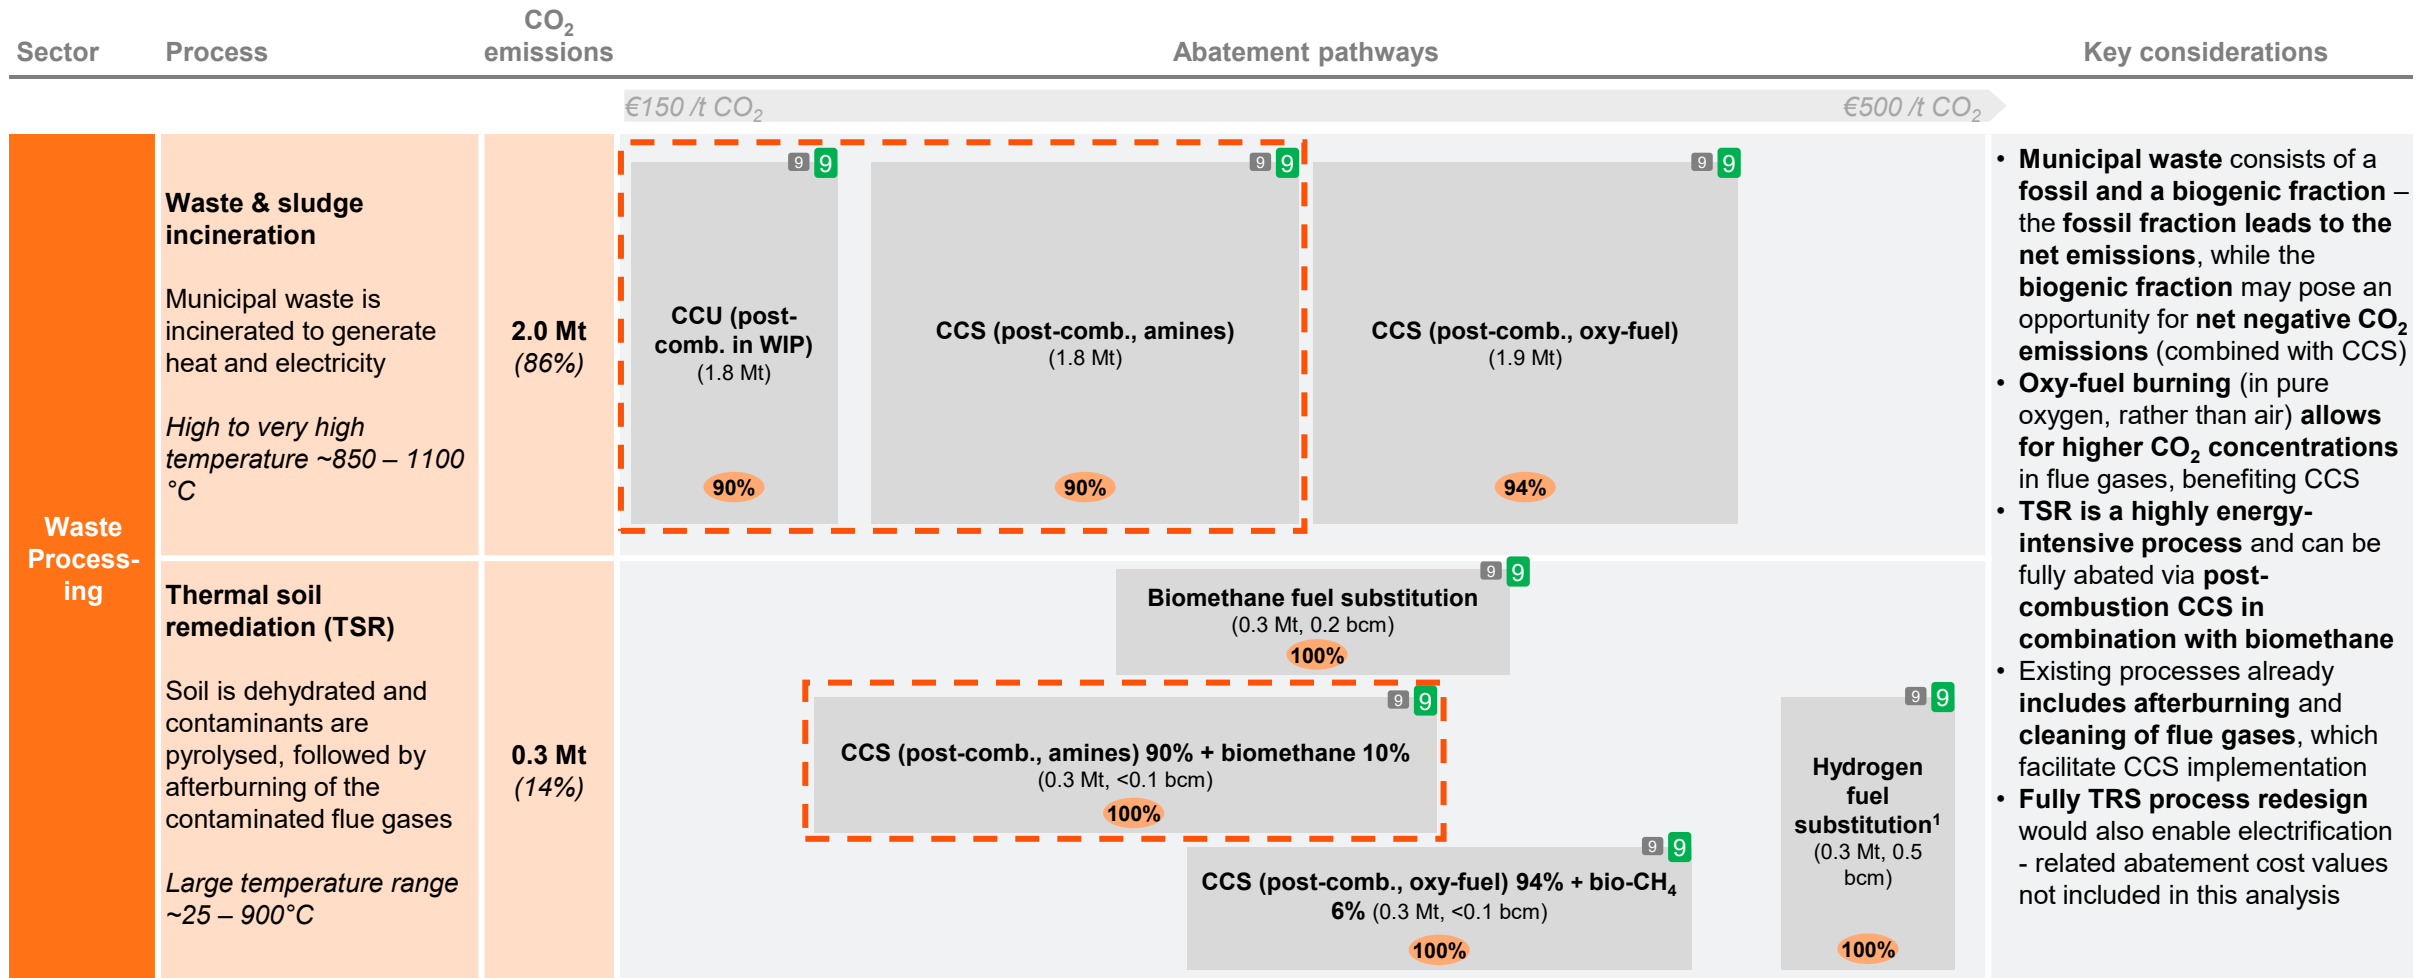 Sector
Process
CO2
emissions
Abatement pathways
Key considerations
€150 /t CO2
€500 /t CO2
Waste
Process-
ing
Waste & sludge
incineration
Municipal waste is
incinerated to generate
heat and electricity
High to very high
temperature ~850 – 1100
°C
2.0 Mt
(86%)
9 9
CCU (post-
comb. in WIP)
(1.8 Mt)
90%
9 9
CCS (post-comb., amines)
(1.8 Mt)
90%
9 9
CCS (post-comb., oxy-fuel)
(1.9 Mt)
94%
Thermal soil
remediation (TSR)
Soil is dehydrated and
contaminants are
pyrolysed, followed by
afterburning of the
contaminated flue gases
Large temperature range
~25 – 900°C
0.3 Mt
(14%)
9 9
Biomethane fuel substitution
(0.3 Mt, 0.2 bcm)
100%
9 9
CCS (post-comb., amines) 90% + biomethane 10%
(0.3 Mt, <0.1 bcm)
100%
9 9
CCS (post-comb., oxy-fuel) 94% + bio-CH4
6% (0.3 Mt, <0.1 bcm)
100%
9 9
Hydrogen
fuel
substitution1
(0.3 Mt, 0.5
bcm)
100%
• Municipal waste consists of a
fossil and a biogenic fraction –
the fossil fraction leads to the
net emissions, while the
biogenic fraction may pose an
opportunity for net negative CO2
emissions (combined with CCS)
• Oxy-fuel burning (in pure
oxygen, rather than air) allows
for higher CO2 concentrations
in flue gases, benefiting CCS
• TSR is a highly energy-
intensive process and can be
fully abated via post-
combustion CCS in
combination with biomethane
• Existing processes already
includes afterburning and
cleaning of flue gases, which
facilitate CCS implementation
• Fully TRS process redesign
would also enable electrification
- related abatement cost values
not included in this analysis